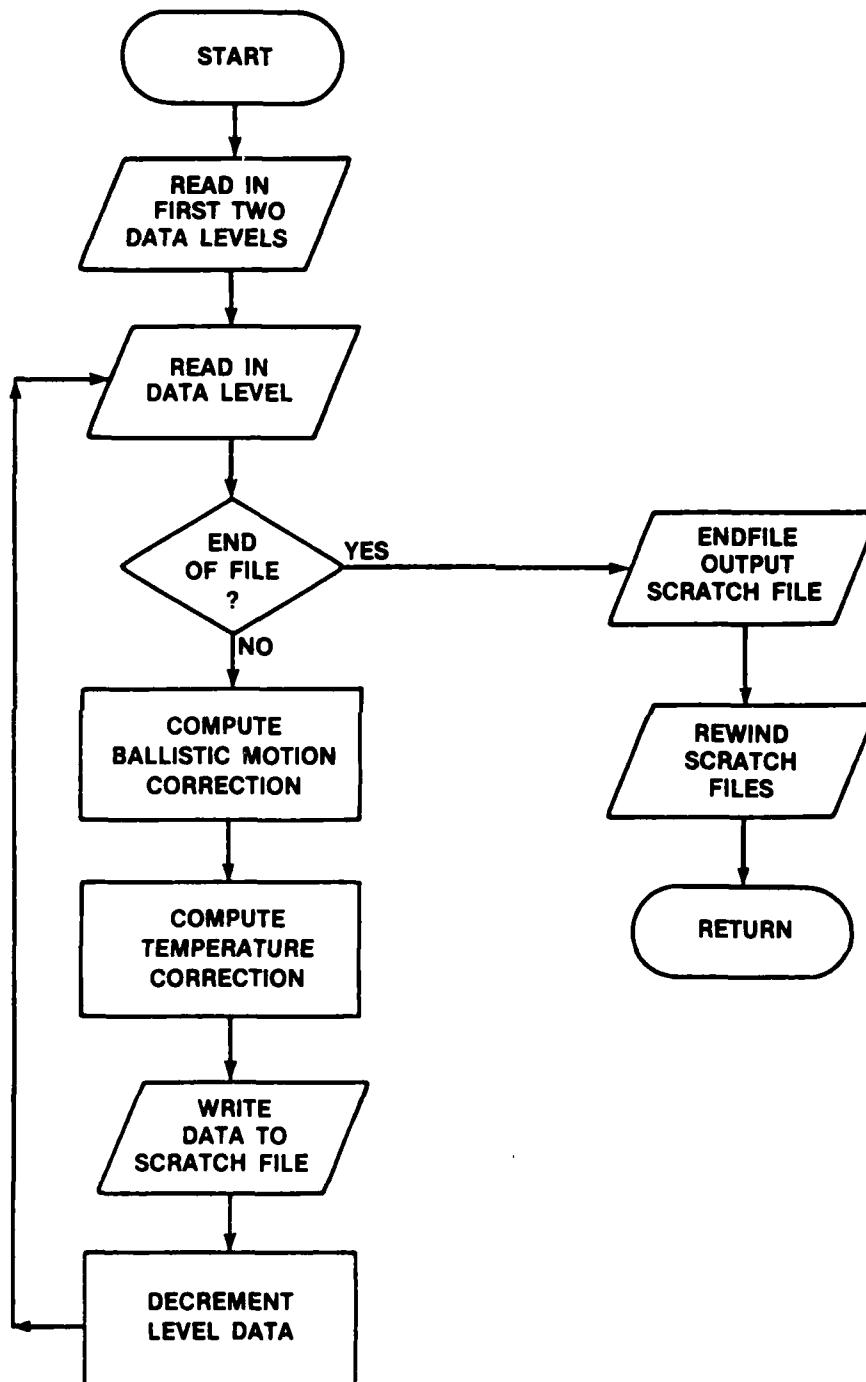 START
READ IN
FIRST TWO
DATA LEVELS
READ IN
DATA LEVEL
END
OF FILE
?
YES
NO
COMPUTE
BALLISTIC MOTION
CORRECTION
COMPUTE
TEMPERATURE
CORRECTION
WRITE
DATA TO
SCRATCH FILE
DECREMENT
LEVEL DATA
ENDFILE
OUTPUT
SCRATCH FILE
REWIND
SCRATCH
FILES
RETURN